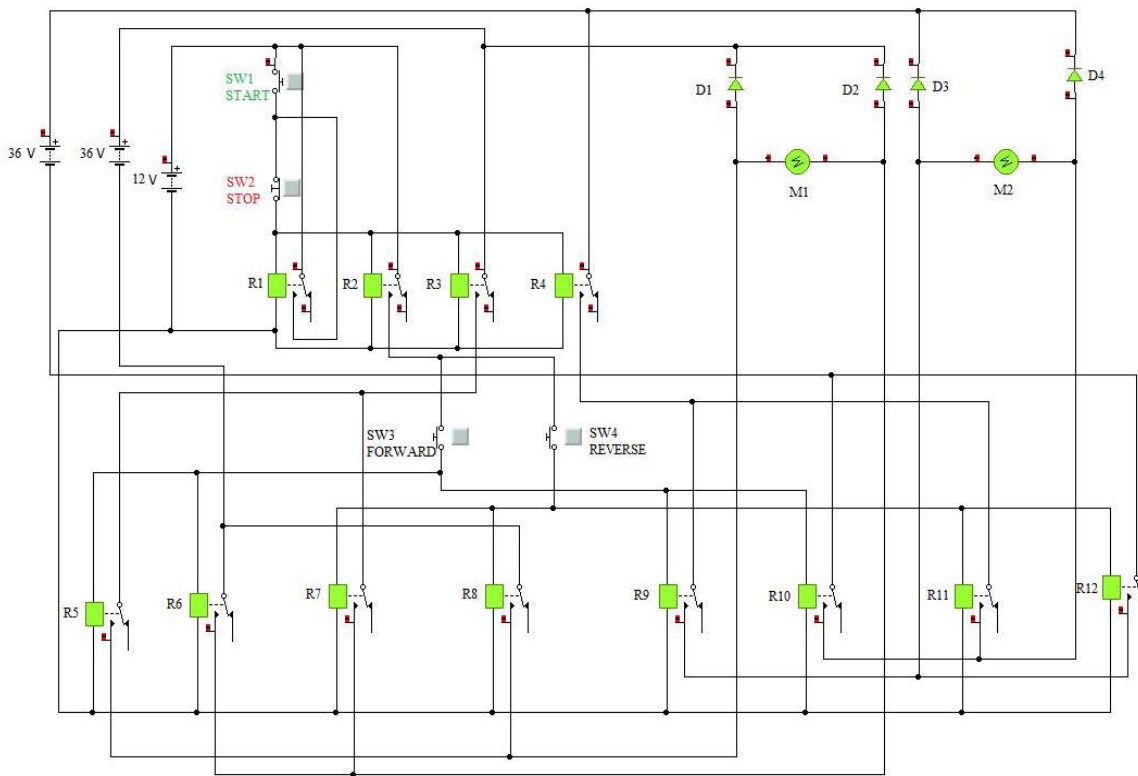 SW1
START
36 V
36 V
12 V
SW2
STOP
D1
D2
D3
D4
M1
M2
R1
R2
R3
R4
SW3
FORWARD
SW4
REVERSE
R5
R6
R7
R8
R9
R10
R11
R12